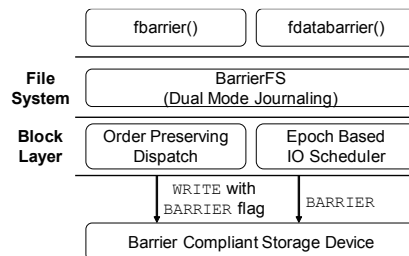 fbarrier()
fdatabarrier()
File
System
BarrierFS
(Dual Mode Journaling)
Block
Layer
Order Preserving
Dispatch
Epoch Based
IO Scheduler
WRITE with
BARRIER flag
BARRIER
Barrier Compliant Storage Device